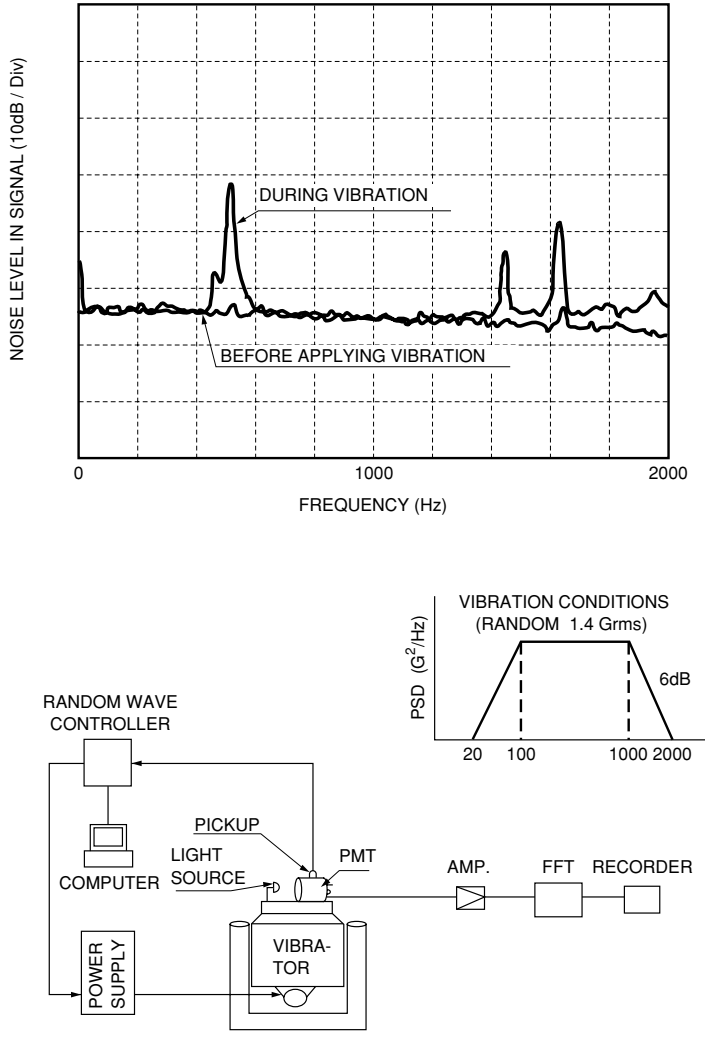 NOISE LEVEL IN SIGNAL (10dB / Div)
DURING VIBRATION
BEFORE APPLYING VIBRATION
0
1000
2000
FREQUENCY (Hz)
VIBRATION CONDITIONS
(RANDOM 1.4 Grms)
PSD (G²/Hz)
6dB
20
100
1000
2000
RANDOM WAVE
CONTROLLER
COMPUTER
PICKUP
LIGHT
SOURCE
PMT
AMP.
FFT
RECORDER
VIBRA-
TOR
POWER
SUPPLY